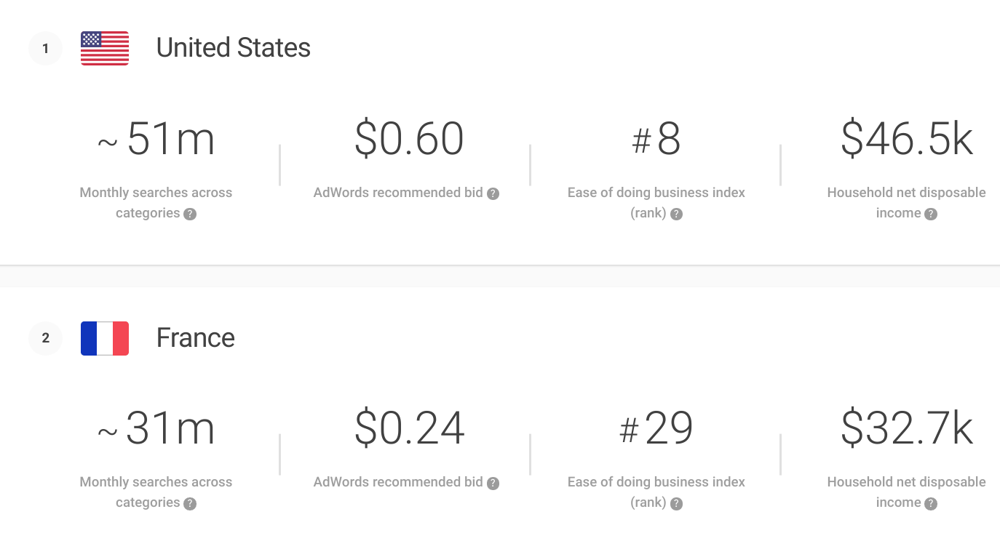 1 United States
~ 51m $0.60 #8 $46.5k
Monthly searches across AdWords recommended bid ? Ease of doing business index Household net disposable
categories ? (rank) ? income ?
2 France
~ 31m $0.24 #29 $32.7k
Monthly searches across AdWords recommended bid ? Ease of doing business index Household net disposable
categories ? (rank) ? income ?